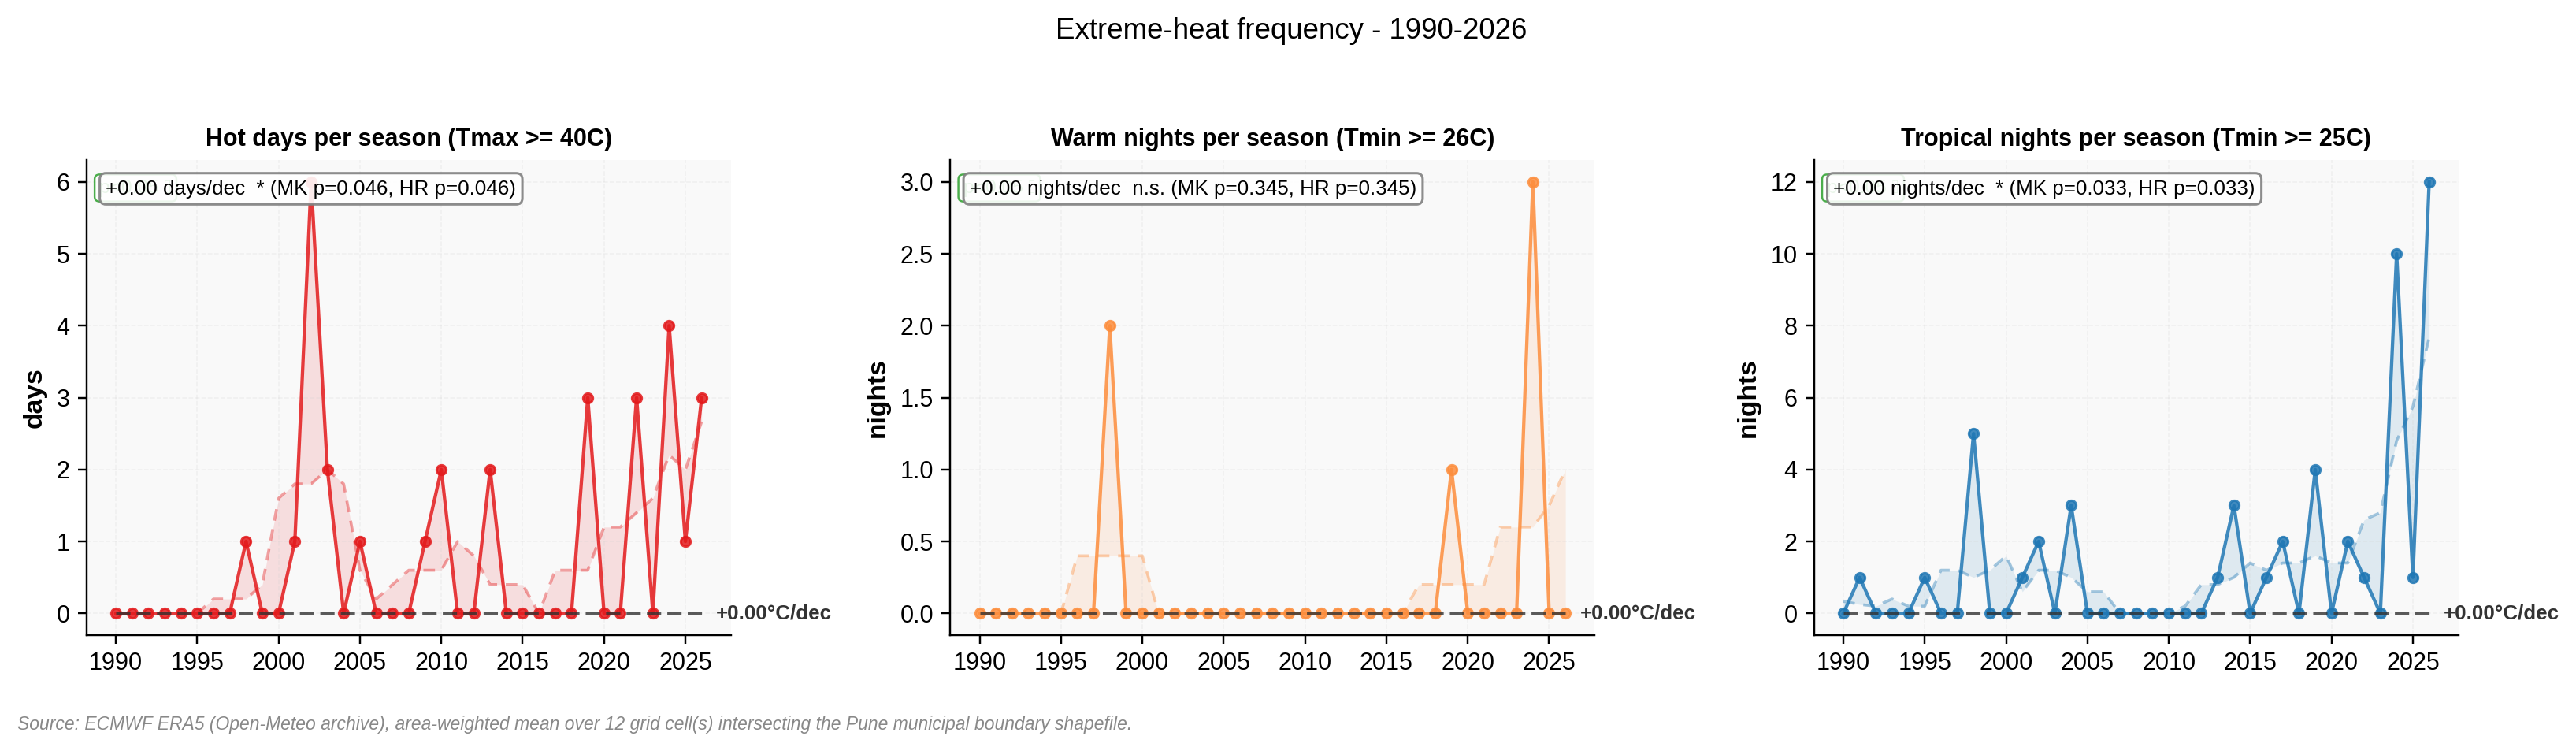 Extreme-heat frequency - 1990-2026
Hot days per season (Tmax >= 40C)
+0.00 days/dec * (MK p=0.046, HR p=0.046)
days
6
5
4
3
2
1
0
+0.00°C/dec
1990 1995 2000 2005 2010 2015 2020 2025
Warm nights per season (Tmin >= 26C)
+0.00 nights/dec n.s. (MK p=0.345, HR p=0.345)
nights
3.0
2.5
2.0
1.5
1.0
0.5
0.0
+0.00°C/dec
1990 1995 2000 2005 2010 2015 2020 2025
Tropical nights per season (Tmin >= 25C)
+0.00 nights/dec * (MK p=0.033, HR p=0.033)
nights
12
10
8
6
4
2
0
+0.00°C/dec
1990 1995 2000 2005 2010 2015 2020 2025
Source: ECMWF ERA5 (Open-Meteo archive), area-weighted mean over 12 grid cell(s) intersecting the Pune municipal boundary shapefile.